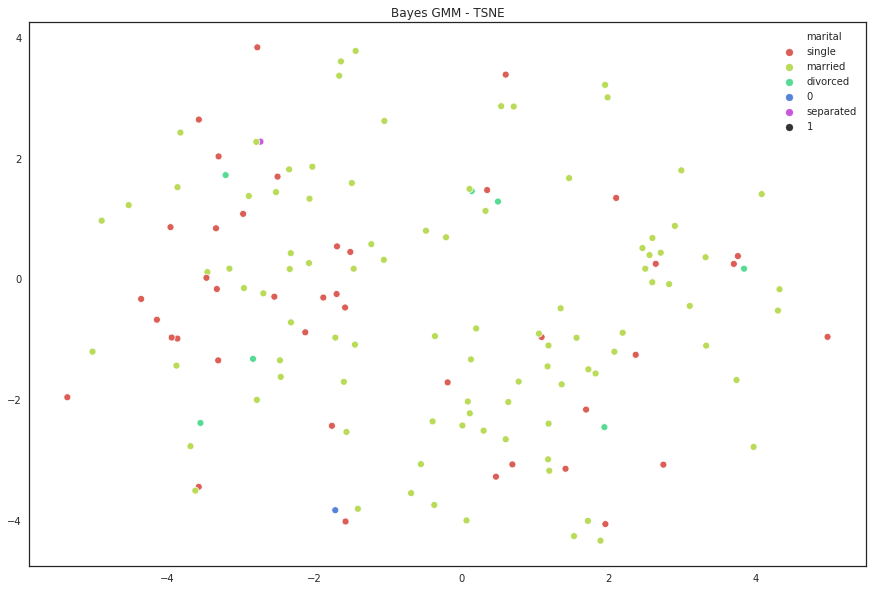 Bayes GMM - TSNE
marital
single
married
divorced
0
separated
1
4
2
0
−2
−4
−4
−2
0
2
4